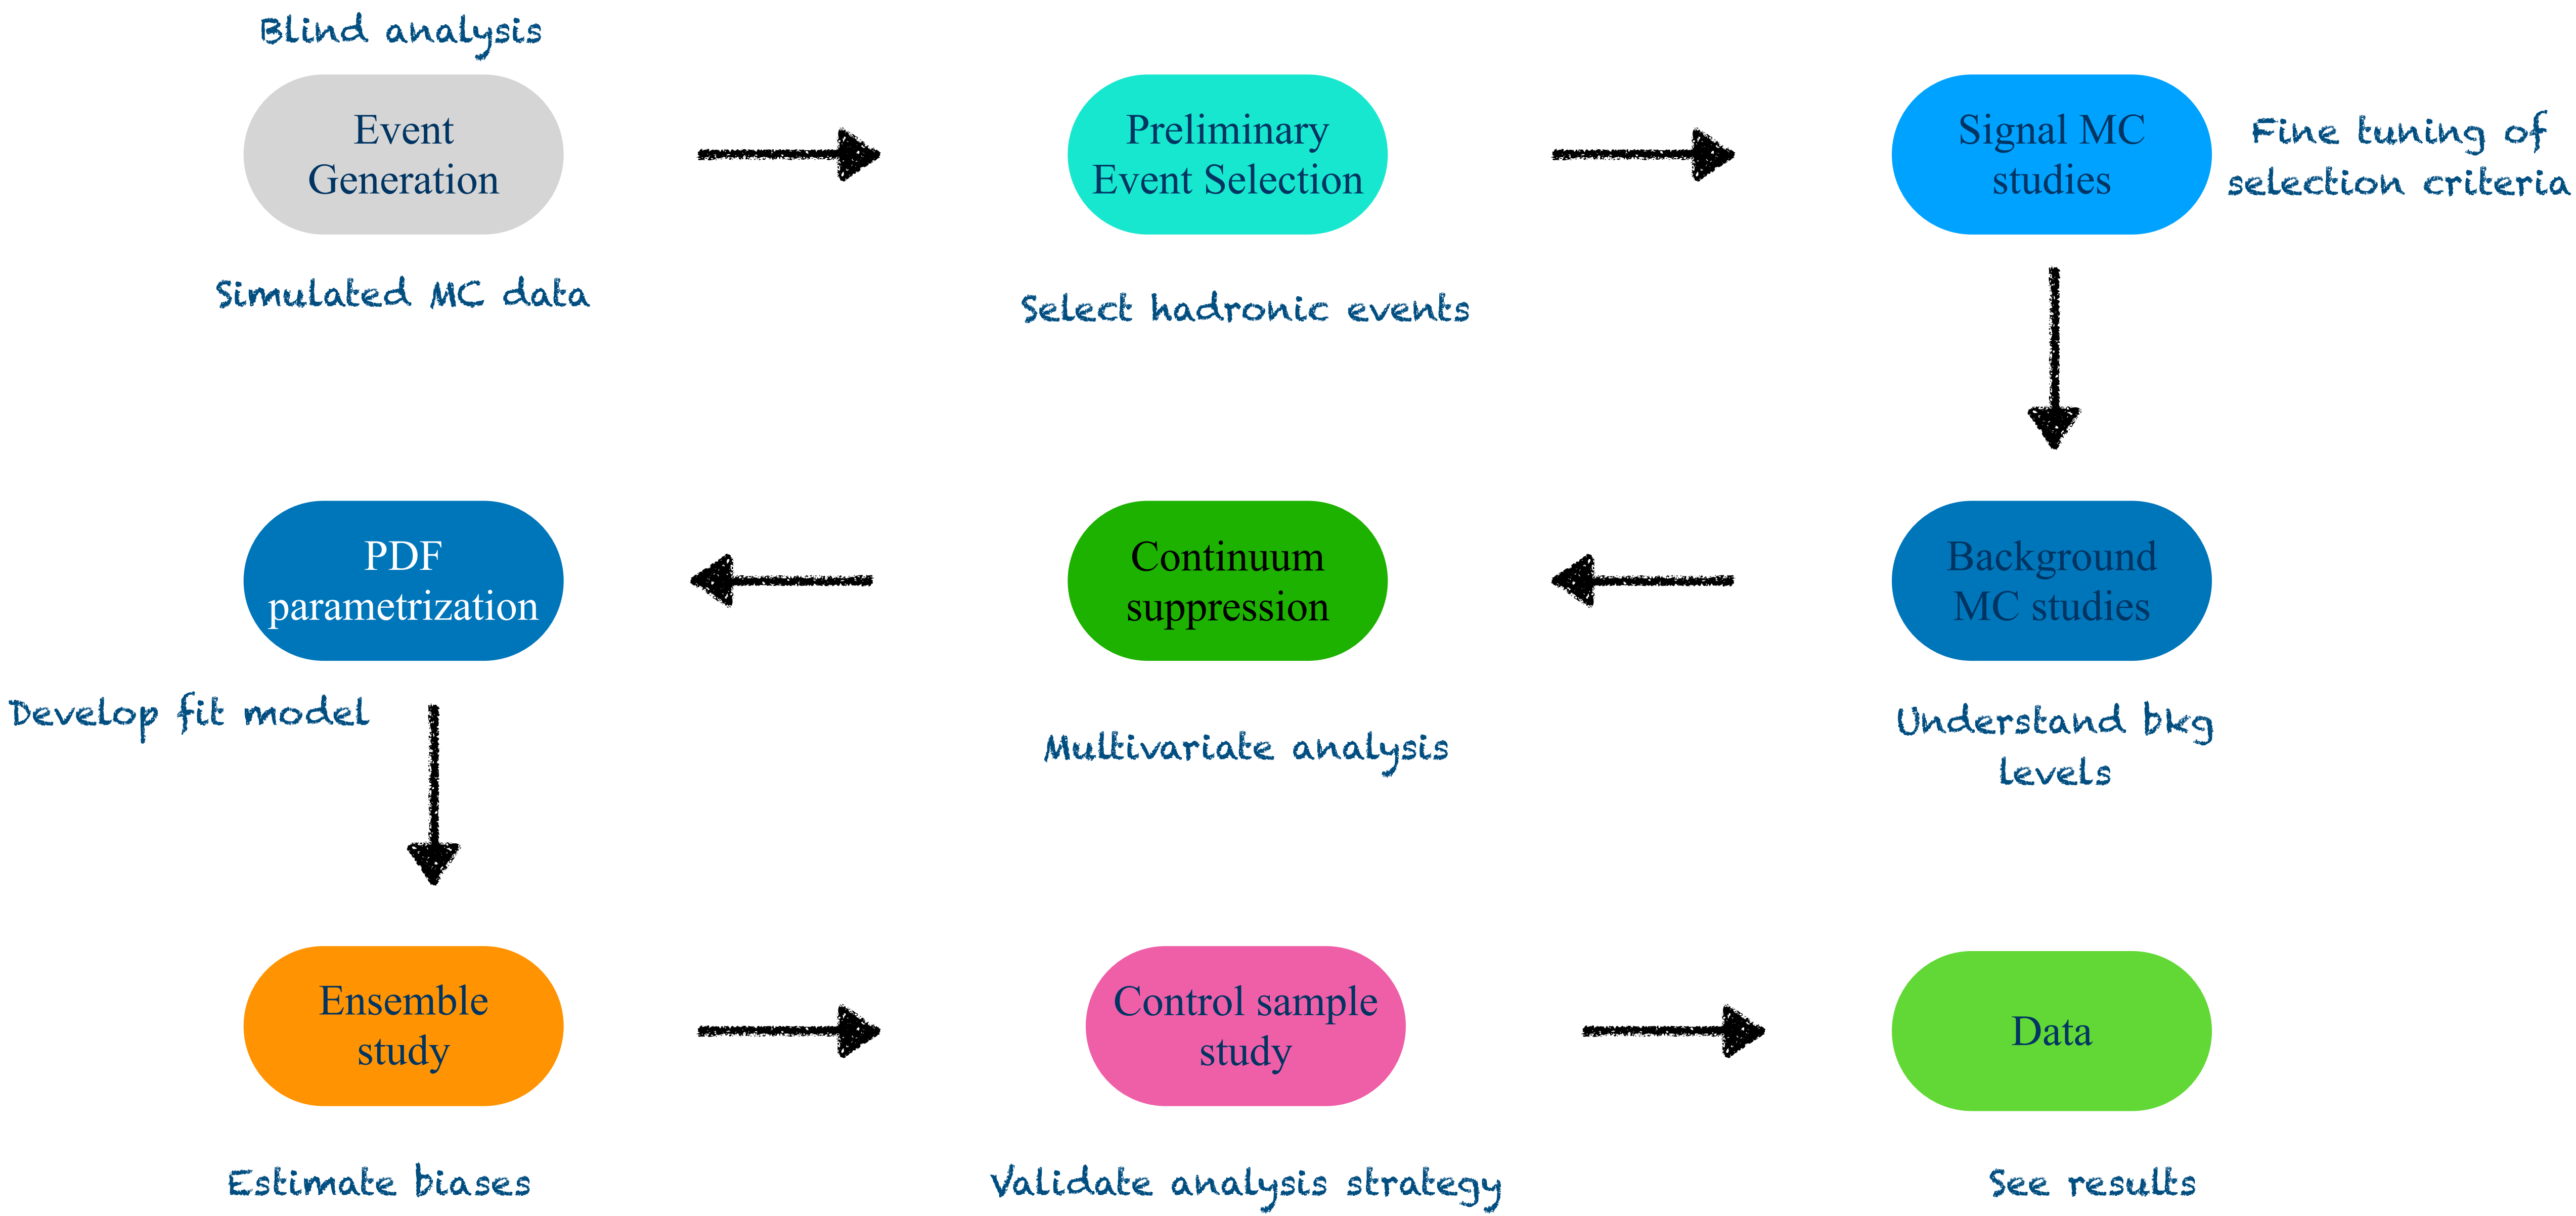 Blind analysis
Event
Generation
Simulated MC data
Preliminary
Event Selection
Select hadronic events
Signal MC
studies
Fine tuning of
selection criteria
Background
MC studies
Understand bkg
levels
Continuum
suppression
Multivariate analysis
PDF
parametrization
Develop fit model
Ensemble
study
Estimate biases
Control sample
study
Validate analysis strategy
Data
See results